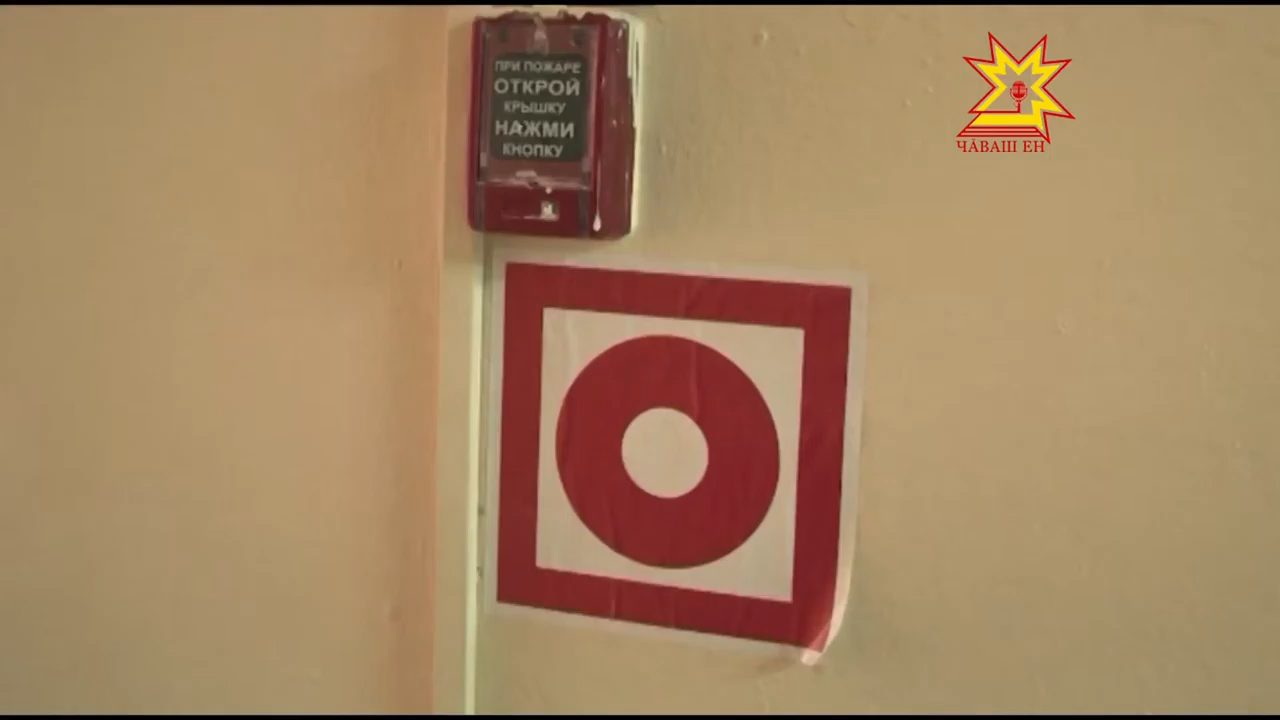 ПРИ ПОЖАРЕ
ОТКРОЙ
КРЫШКУ
НАЖМИ
КНОПКУ
ЧĂВАШ ЕН